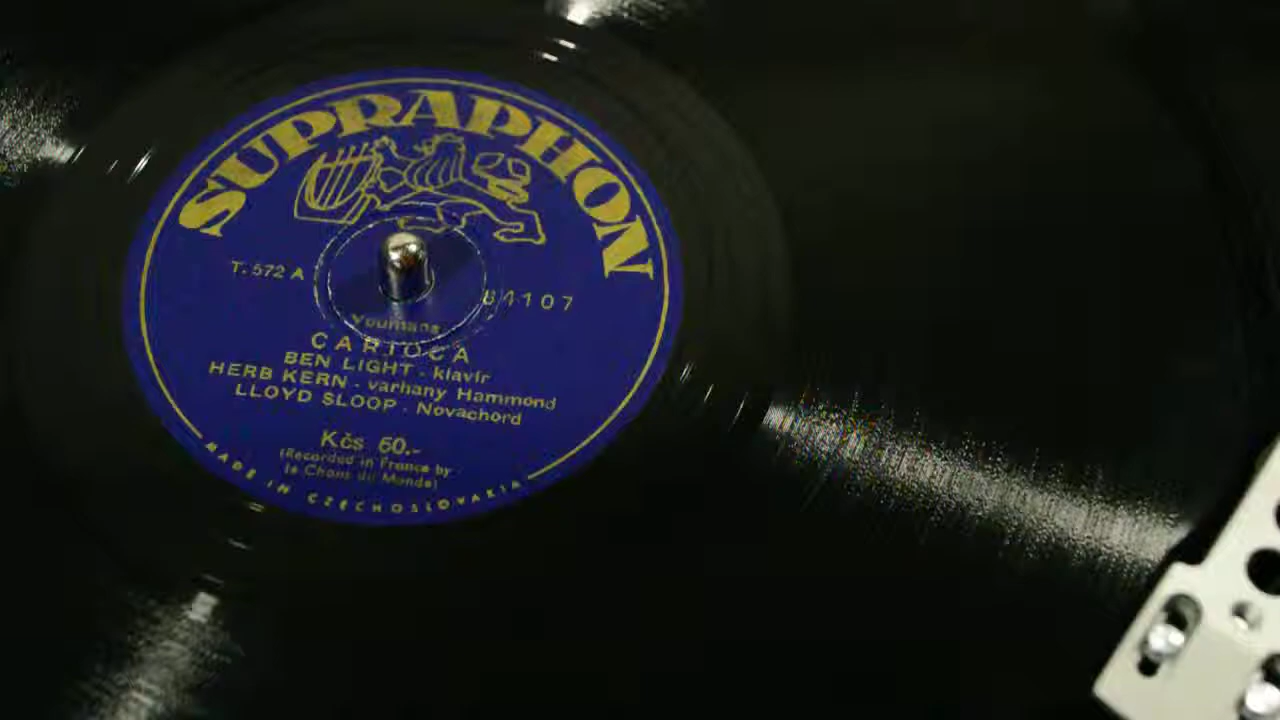 SUPRAPHON
T. 572 A
84107
Youmans
CARIOCA
BEN LIGHT - klavír
HERB KERN - varhany Hammond
LLOYD SLOOP - Novachord
Kčs 60.-
(Recorded in France by
le Chant du Monde)
MADE IN CZECHOSLOVAKIA